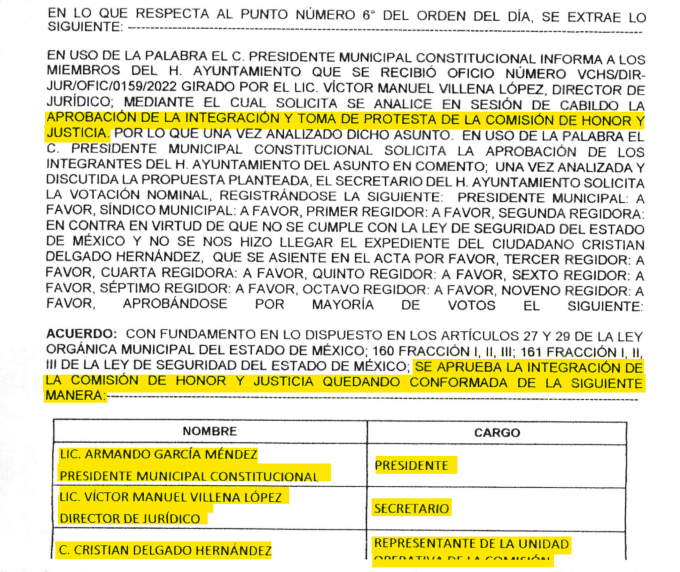 EN LO QUE RESPECTA AL PUNTO NÚMERO 6° DEL ORDEN DEL DÍA, SE EXTRAE LO
SIGUIENTE:
EN USO DE LA PALABRA EL C. PRESIDENTE MUNICIPAL CONSTITUCIONAL INFORMA A LOS
MIEMBROS DEL H. AYUNTAMIENTO QUE SE RECIBIÓ OFICIO NÚMERO VCHS/DIR-
JUR/OFIC/0159/2022 GIRADO POR EL LIC. VÍCTOR MANUEL VILLENA LÓPEZ, DIRECTOR DE
JURÍDICO; MEDIANTE EL CUAL SOLICITA SE ANALICE EN SESIÓN DE CABILDO LA
APROBACIÓN DE LA INTEGRACIÓN Y TOMA DE PROTESTA DE LA COMISIÓN DE HONOR Y
JUSTICIA. POR LO QUE UNA VEZ ANALIZADO DICHO ASUNTO. EN USO DE LA PALABRA EL
C. PRESIDENTE MUNICIPAL CONSTITUCIONAL SOLICITA LA APROBACIÓN DE LOS
INTEGRANTES DEL H. AYUNTAMIENTO DEL ASUNTO EN COMENTO; UNA VEZ ANALIZADA Y
DISCUTIDA LA PROPUESTA PLANTEADA, EL SECRETARIO DEL H. AYUNTAMIENTO SOLICITA
LA VOTACIÓN NOMINAL, REGISTRÁNDOSE LA SIGUIENTE: PRESIDENTE MUNICIPAL: A
FAVOR, SÍNDICO MUNICIPAL: A FAVOR, PRIMER REGIDOR: A FAVOR, SEGUNDA REGIDORA:
EN CONTRA EN VIRTUD DE QUE NO SE CUMPLE CON LA LEY DE SEGURIDAD DEL ESTADO
DE MÉXICO Y NO SE NOS HIZO LLEGAR EL EXPEDIENTE DEL CIUDADANO CRISTIAN
DELGADO HERNÁNDEZ, QUE SE ASIENTE EN EL ACTA POR FAVOR, TERCER REGIDOR: A
FAVOR, CUARTA REGIDORA: A FAVOR, QUINTO REGIDOR: A FAVOR, SEXTO REGIDOR: A
FAVOR, SÉPTIMO REGIDOR: A FAVOR, OCTAVO REGIDOR: A FAVOR, NOVENO REGIDOR: A
FAVOR, APROBÁNDOSE POR MAYORÍA DE VOTOS EL SIGUIENTE:
ACUERDO: CON FUNDAMENTO EN LO DISPUESTO EN LOS ARTÍCULOS 27 Y 29 DE LA LEY
ORGÁNICA MUNICIPAL DEL ESTADO DE MÉXICO; 160 FRACCIÓN I, II, III; 161 FRACCIÓN I, II,
III DE LA LEY DE SEGURIDAD DEL ESTADO DE MÉXICO; SE APRUEBA LA INTEGRACIÓN DE
LA COMISIÓN DE HONOR Y JUSTICIA QUEDANDO CONFORMADA DE LA SIGUIENTE
MANERA:
NOMBRE CARGO
LIC. ARMANDO GARCÍA MÉNDEZ
PRESIDENTE MUNICIPAL CONSTITUCIONAL
PRESIDENTE
LIC. VÍCTOR MANUEL VILLENA LÓPEZ
DIRECTOR DE JURÍDICO
SECRETARIO
C. CRISTIAN DELGADO HERNÁNDEZ
REPRESENTANTE DE LA UNIDAD
OPERATIVA DE LA COMISIÓN